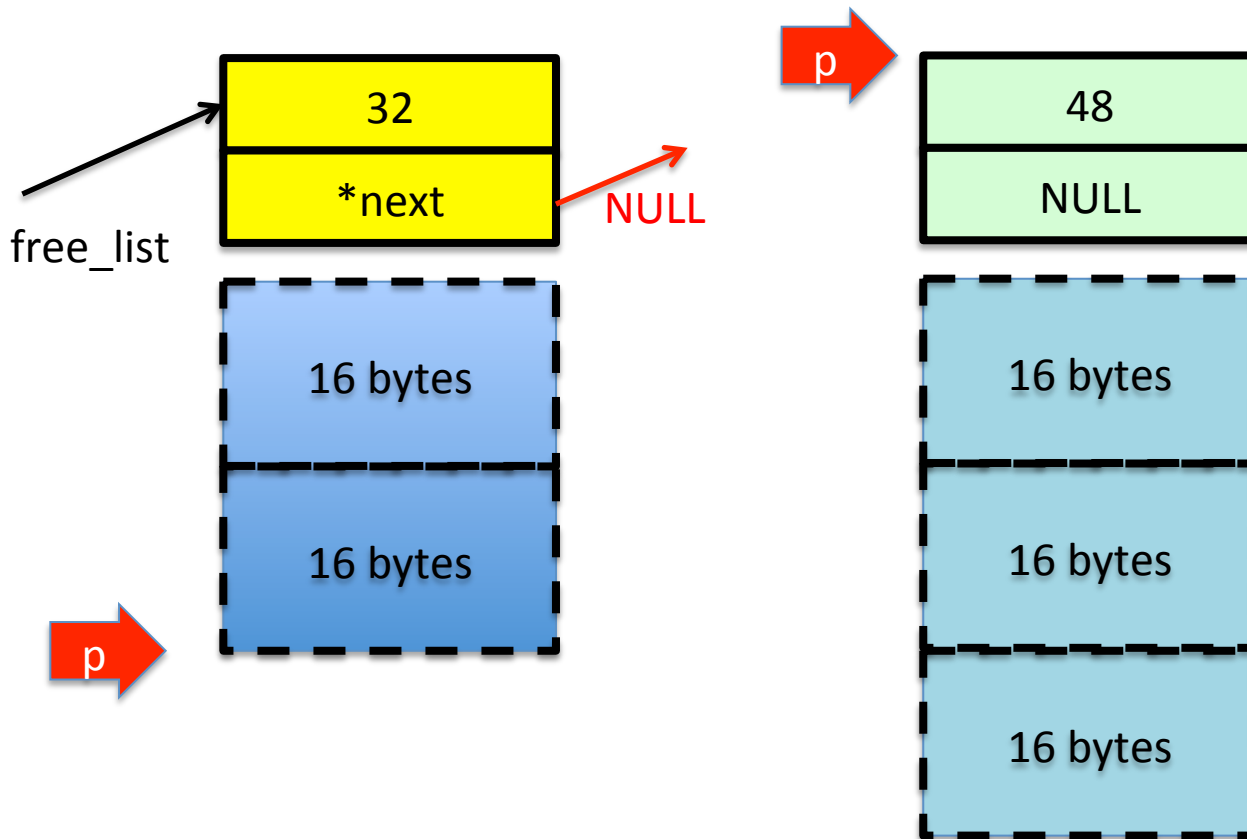 32
*next
NULL
free_list
16 bytes
16 bytes
p
p
48
NULL
16 bytes
16 bytes
16 bytes